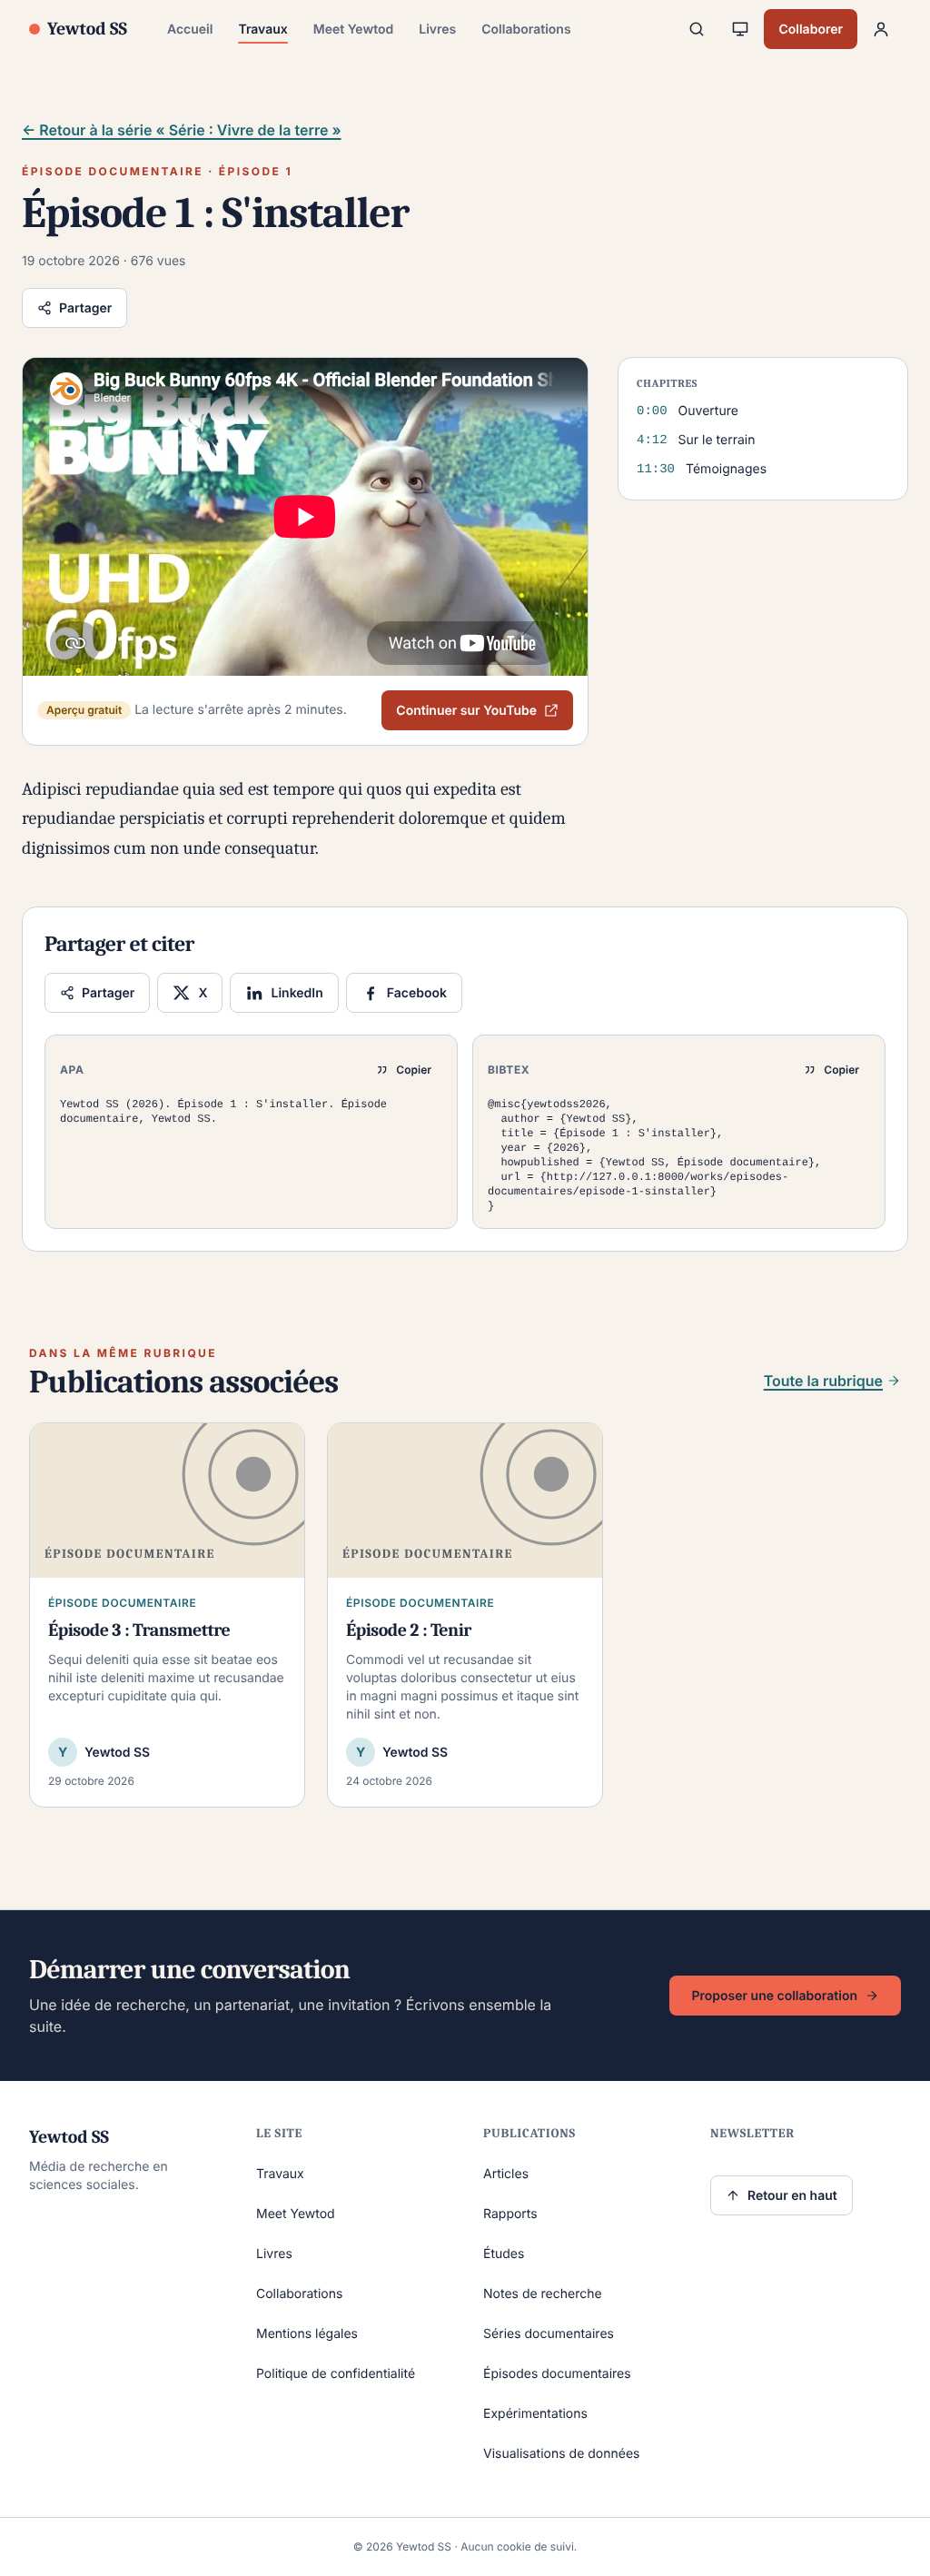 Yewtod SS
Accueil
Travaux
Meet Yewtod
Livres
Collaborations
Collaborer
← Retour à la série « Série : Vivre de la terre »
ÉPISODE DOCUMENTAIRE · ÉPISODE 1
Épisode 1 : S'installer
19 octobre 2026 · 676 vues
Partager
Big Buck Bunny 60fps 4K - Official Blender Foundation
Blender
Big Buck
BUNNY
UHD
60fps
Watch on YouTube
Aperçu gratuit La lecture s'arrête après 2 minutes.
Continuer sur YouTube
CHAPITRES
0:00 Ouverture
4:12 Sur le terrain
11:30 Témoignages
Adipisci repudiandae quia sed est tempore qui quos qui expedita est
repudiandae perspiciatis et corrupti reprehenderit doloremque et quidem
dignissimos cum non unde consequatur.
Partager et citer
Partager
X
LinkedIn
Facebook
APA
Copier
Yewtod SS (2026). Épisode 1 : S'installer. Épisode
documentaire, Yewtod SS.
BIBTEX
Copier
@misc{yewtodss2026,
author = {Yewtod SS},
title = {Épisode 1 : S'installer},
year = {2026},
howpublished = {Yewtod SS, Épisode documentaire},
url = {http://127.0.0.1:8000/works/episodes-
documentaires/episode-1-sinstaller}
}
DANS LA MÊME RUBRIQUE
Publications associées
Toute la rubrique →
ÉPISODE DOCUMENTAIRE
ÉPISODE DOCUMENTAIRE
Épisode 3 : Transmettre
Sequi deleniti quia esse sit beatae eos
nihil iste deleniti maxime ut recusandae
excepturi cupiditate quia qui.
Y
Yewtod SS
29 octobre 2026
ÉPISODE DOCUMENTAIRE
ÉPISODE DOCUMENTAIRE
Épisode 2 : Tenir
Commodi vel ut recusandae sit
voluptas doloribus consectetur ut eius
in magni magni possimus et itaque sint
nihil sint et non.
Y
Yewtod SS
24 octobre 2026
Démarrer une conversation
Une idée de recherche, un partenariat, une invitation ? Écrivons ensemble la
suite.
Proposer une collaboration →
Yewtod SS
Média de recherche en
sciences sociales.
LE SITE
Travaux
Meet Yewtod
Livres
Collaborations
Mentions légales
Politique de confidentialité
PUBLICATIONS
Articles
Rapports
Études
Notes de recherche
Séries documentaires
Épisodes documentaires
Expérimentations
Visualisations de données
NEWSLETTER
↑ Retour en haut
© 2026 Yewtod SS · Aucun cookie de suivi.